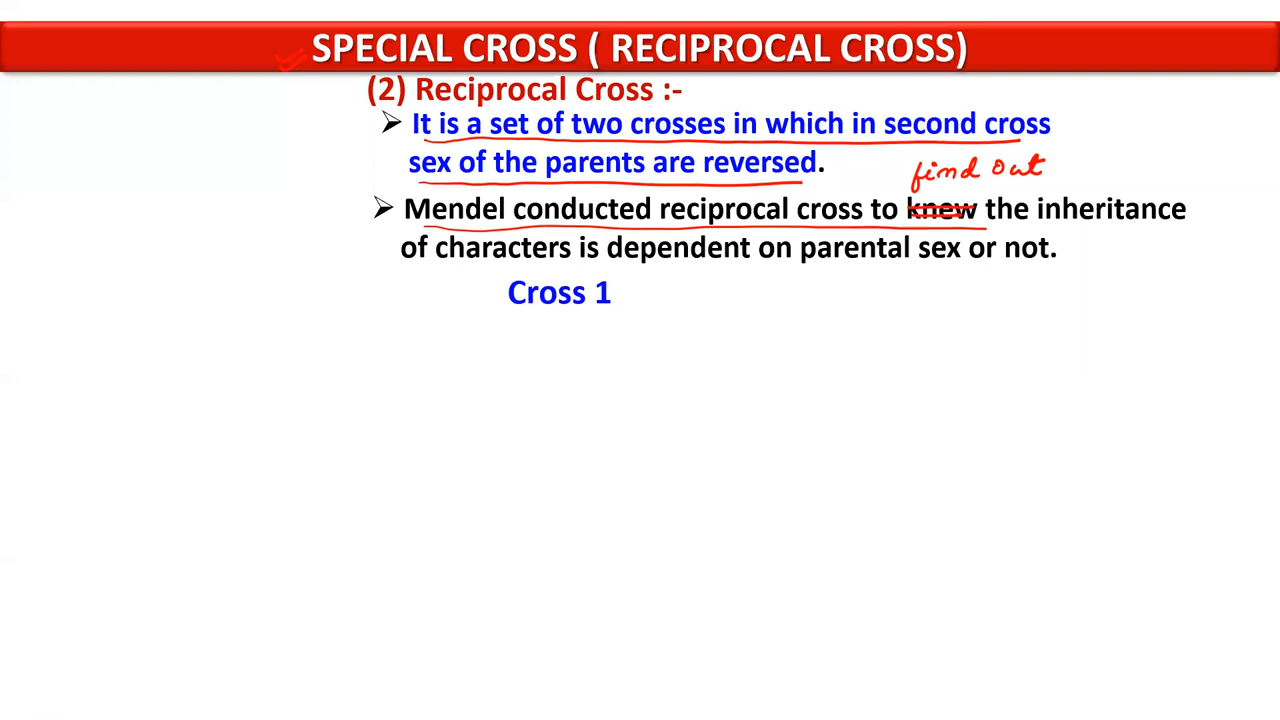 SPECIAL CROSS ( RECIPROCAL CROSS)
(2) Reciprocal Cross :-
➢ It is a set of two crosses in which in second cross
sex of the parents are reversed.
find out
➢ Mendel conducted reciprocal cross to knew the inheritance
of characters is dependent on parental sex or not.
Cross 1